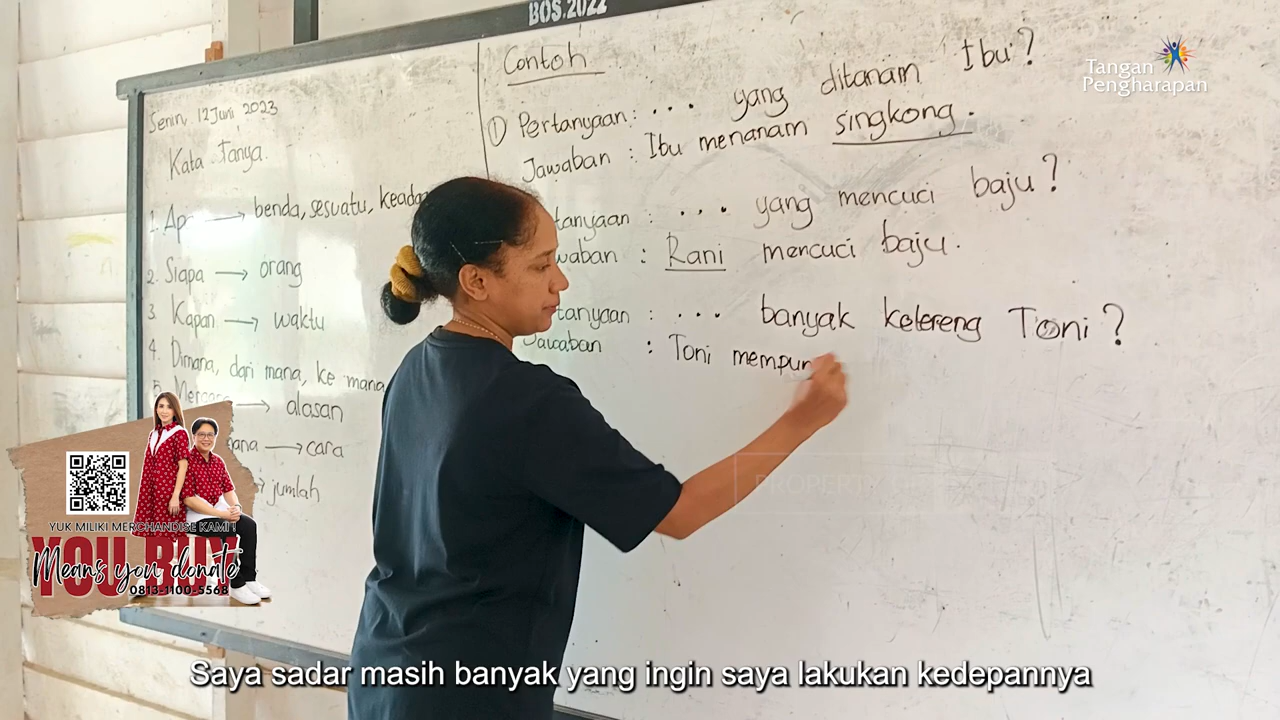 BOS.2022
Tangan
Pengharapan
Senin, 12 Juni 2023
Kata Tanya.
1. Ap → benda, sesuatu, keada
2. Siapa → orang
3. Kapan → waktu
4. Dimana, dari mana, ke mana
5. → alasan
ana → cara
→ jumlah
Contoh
① Pertanyaan : ... yang ditanam Ibu?
Jawaban : Ibu menanam singkong.
tanyaan : ... yang mencuci baju?
waban : Rani mencuci baju.
tanyaan : ... banyak kelereng Toni?
Jawaban : Toni mempun
YUK MILIKI MERCHANDISE KAMI !
YOU BUY
Means you donate
0813-1100-5568
Saya sadar masih banyak yang ingin saya lakukan kedepannya